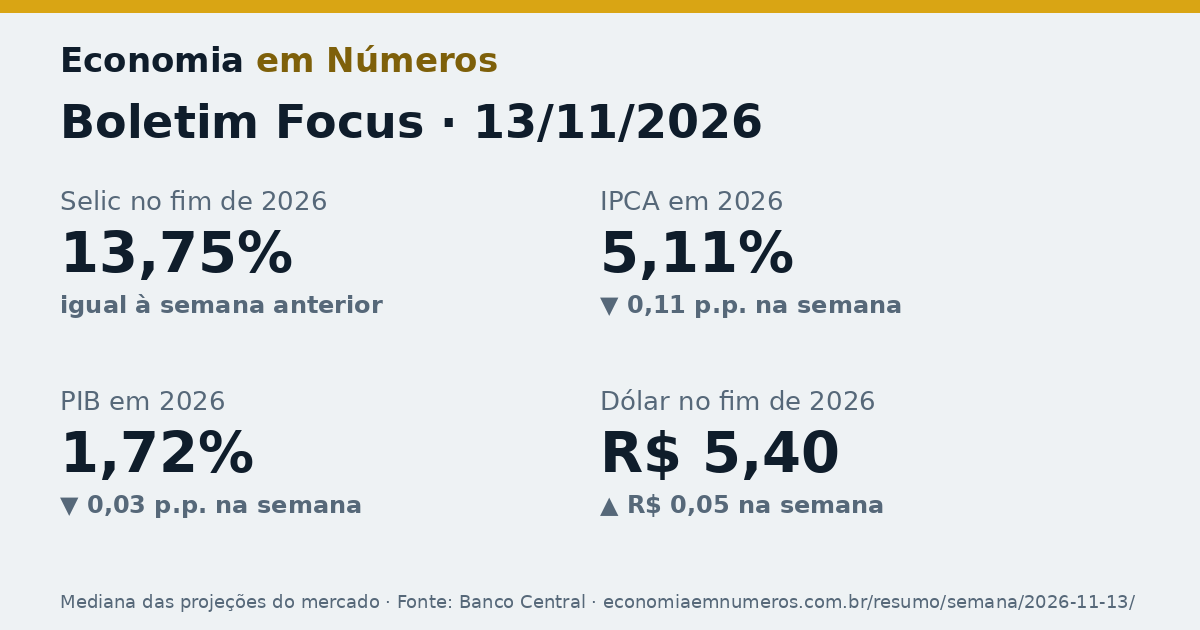 Economia em Números
Boletim Focus · 13/11/2026
Selic no fim de 2026
13,75%
igual à semana anterior
IPCA em 2026
5,11%
▼ 0,11 p.p. na semana
PIB em 2026
1,72%
▼ 0,03 p.p. na semana
Dólar no fim de 2026
R$ 5,40
▲ R$ 0,05 na semana
Mediana das projeções do mercado · Fonte: Banco Central · economiaemnumeros.com.br/resumo/semana/2026-11-13/